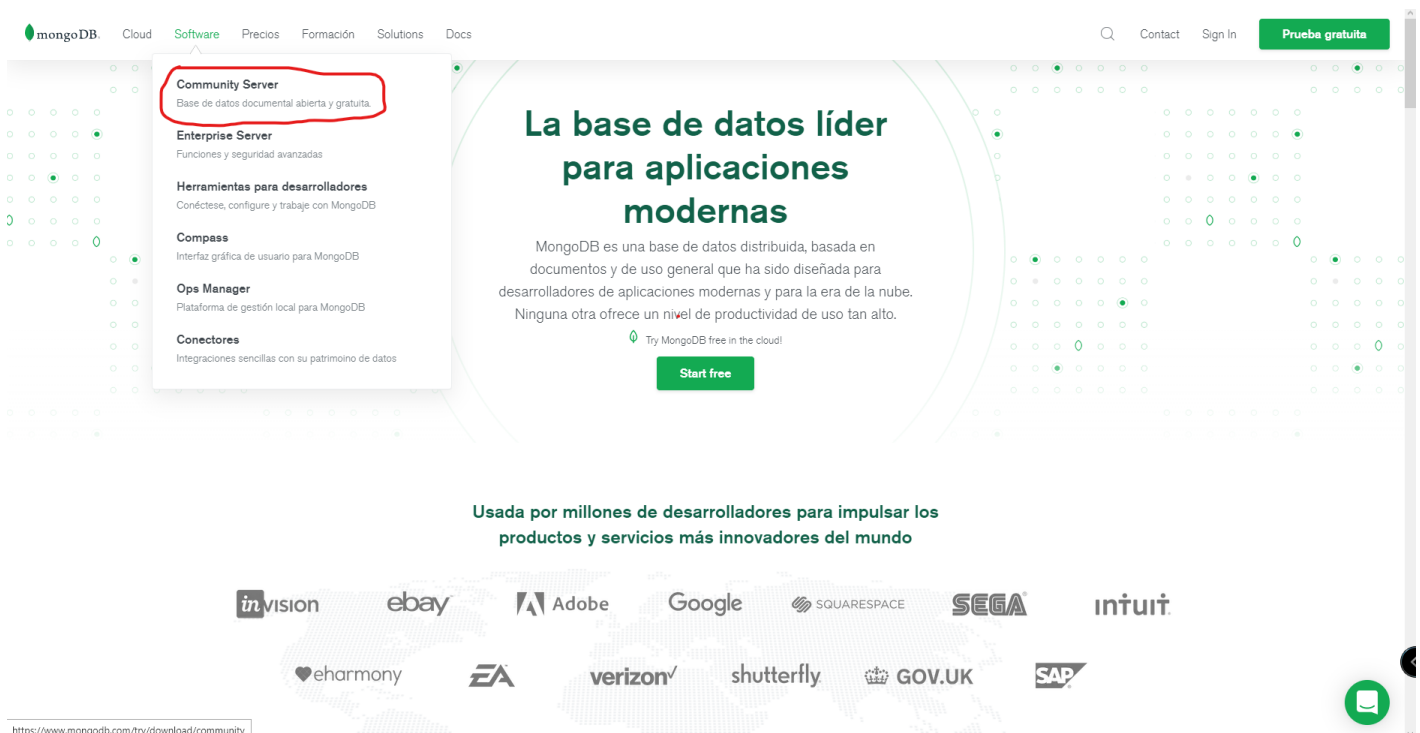 mongoDB.
Cloud
Software
Precios
Formación
Solutions
Docs
Contact
Sign In
Prueba gratuita
Community Server
Base de datos documental abierta y gratuita.
Enterprise Server
Funciones y seguridad avanzadas
Herramientas para desarrolladores
Conéctese, configure y trabaje con MongoDB
Compass
Interfaz gráfica de usuario para MongoDB
Ops Manager
Plataforma de gestión local para MongoDB
Conectores
Integraciones sencillas con su patrimoino de datos
La base de datos líder
para aplicaciones
modernas
MongoDB es una base de datos distribuida, basada en
documentos y de uso general que ha sido diseñada para
desarrolladores de aplicaciones modernas y para la era de la nube.
Ninguna otra ofrece un nivel de productividad de uso tan alto.
Try MongoDB free in the cloud!
Start free
Usada por millones de desarrolladores para impulsar los
productos y servicios más innovadores del mundo
invision
ebay
Adobe
Google
SQUARESPACE
SEGA
intuit
eharmony
EA
verizon
shutterfly
GOV.UK
SAP
https://www.mongodb.com/try/download/community